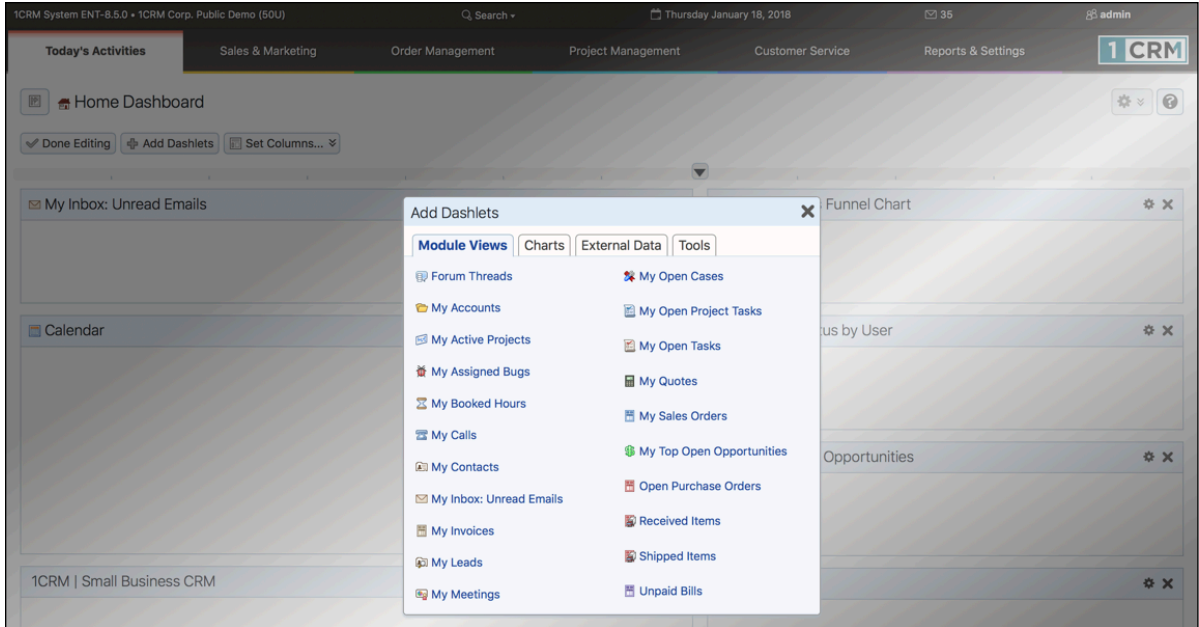 1CRM System ENT-8.5.0 • 1CRM Corp. Public Demo (50U) Search Thursday January 18, 2018 35 admin
Today's Activities Sales & Marketing Order Management Project Management Customer Service Reports & Settings 1 CRM
Home Dashboard
Done Editing Add Dashlets Set Columns...
My Inbox: Unread Emails Funnel Chart
Add Dashlets
Module Views Charts External Data Tools
Forum Threads My Open Cases
My Accounts My Open Project Tasks
Calendar us by User
My Active Projects My Open Tasks
My Assigned Bugs My Quotes
My Booked Hours My Sales Orders
My Calls My Top Open Opportunities
Opportunities
My Contacts Open Purchase Orders
My Inbox: Unread Emails Received Items
My Invoices Shipped Items
My Leads Unpaid Bills
1CRM | Small Business CRM
My Meetings